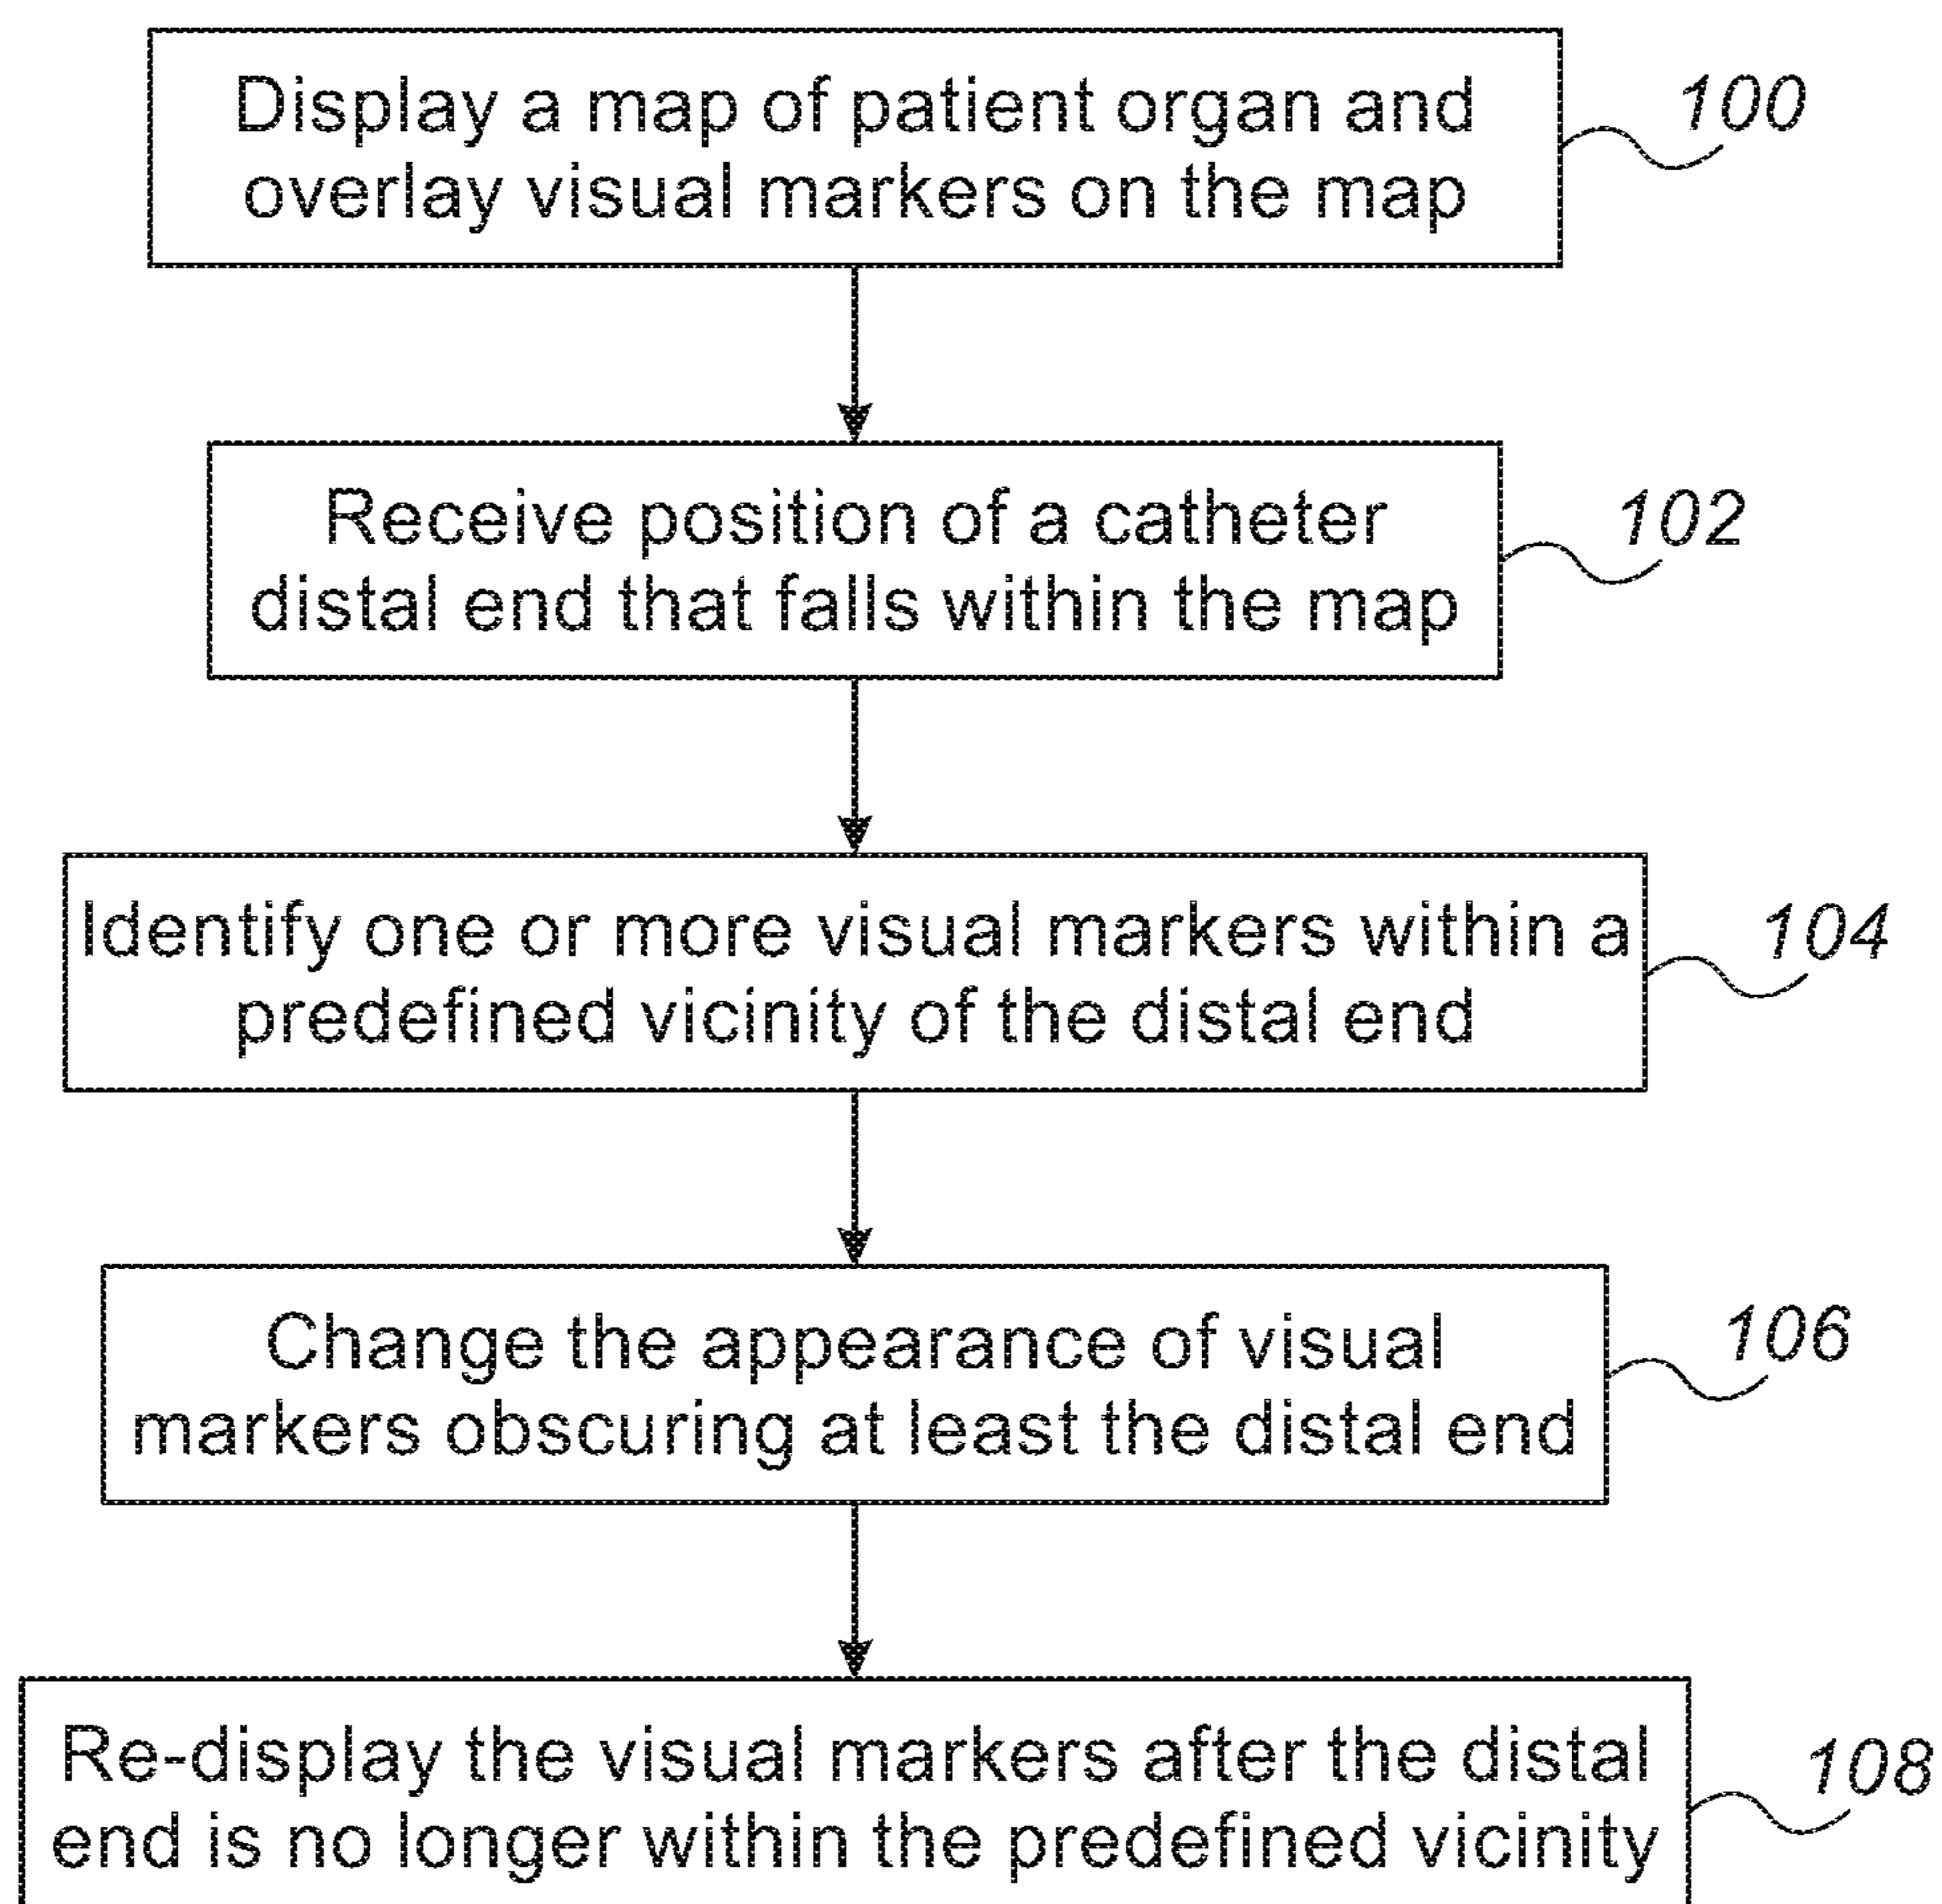 Display a map of patient organ and
overlay visual markers on the map
100
Receive position of a catheter
distal end that falls within the map
102
Identify one or more visual markers within a
predefined vicinity of the distal end
104
Change the appearance of visual
markers obscuring at least the distal end
106
Re-display the visual markers after the distal
end is no longer within the predefined vicinity
108